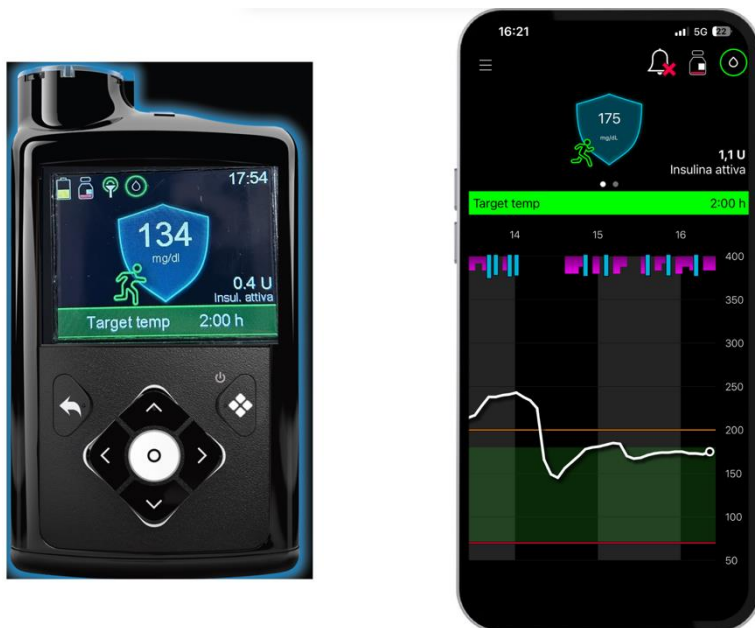 17:54
134
mg/dl
0.4 U
Insul. attiva
Target temp 2:00 h
16:21
5G 22
175
mg/dL
1,1 U
Insulina attiva
Target temp 2:00 h
14 15 16
400
350
300
250
200
150
100
50